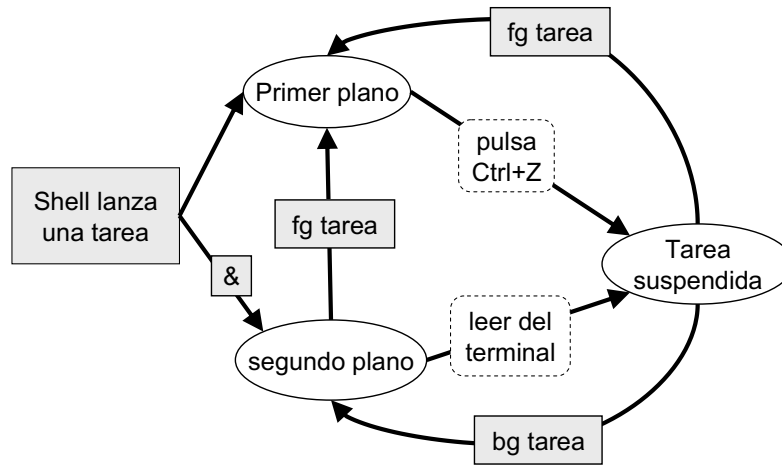 fg tarea
Primer plano
pulsa
Ctrl+Z
Shell lanza
una tarea
fg tarea
Tarea
suspendida
&
leer del
terminal
segundo plano
bg tarea